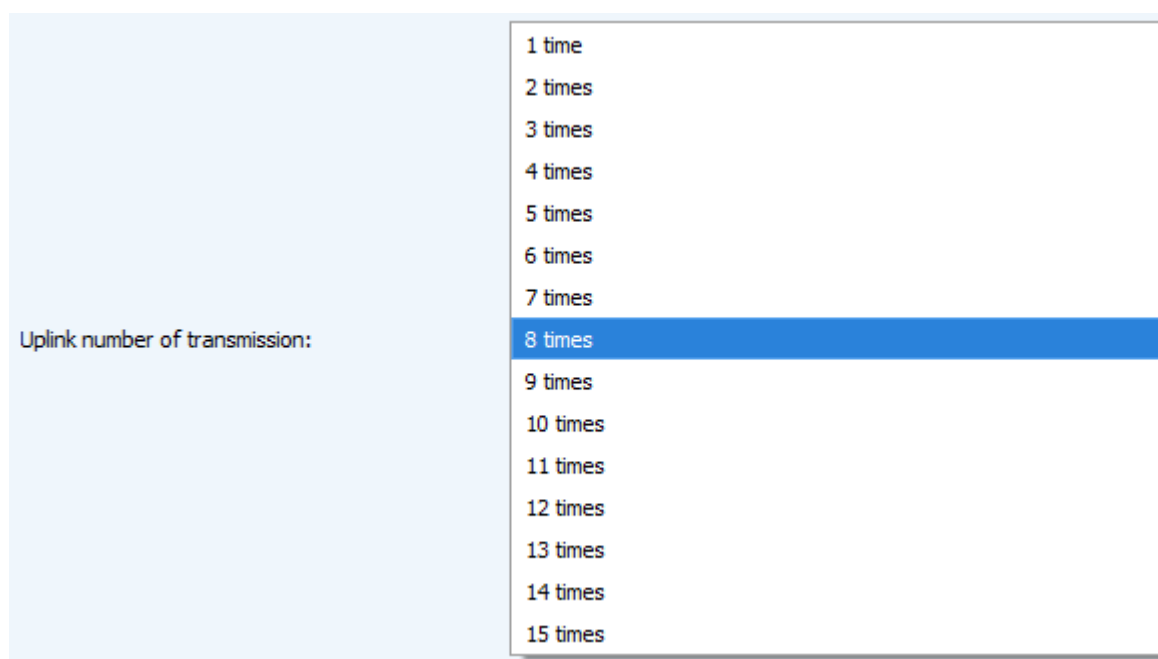 1 time
2 times
3 times
4 times
5 times
6 times
7 times
Uplink number of transmission:
8 times
9 times
10 times
11 times
12 times
13 times
14 times
15 times